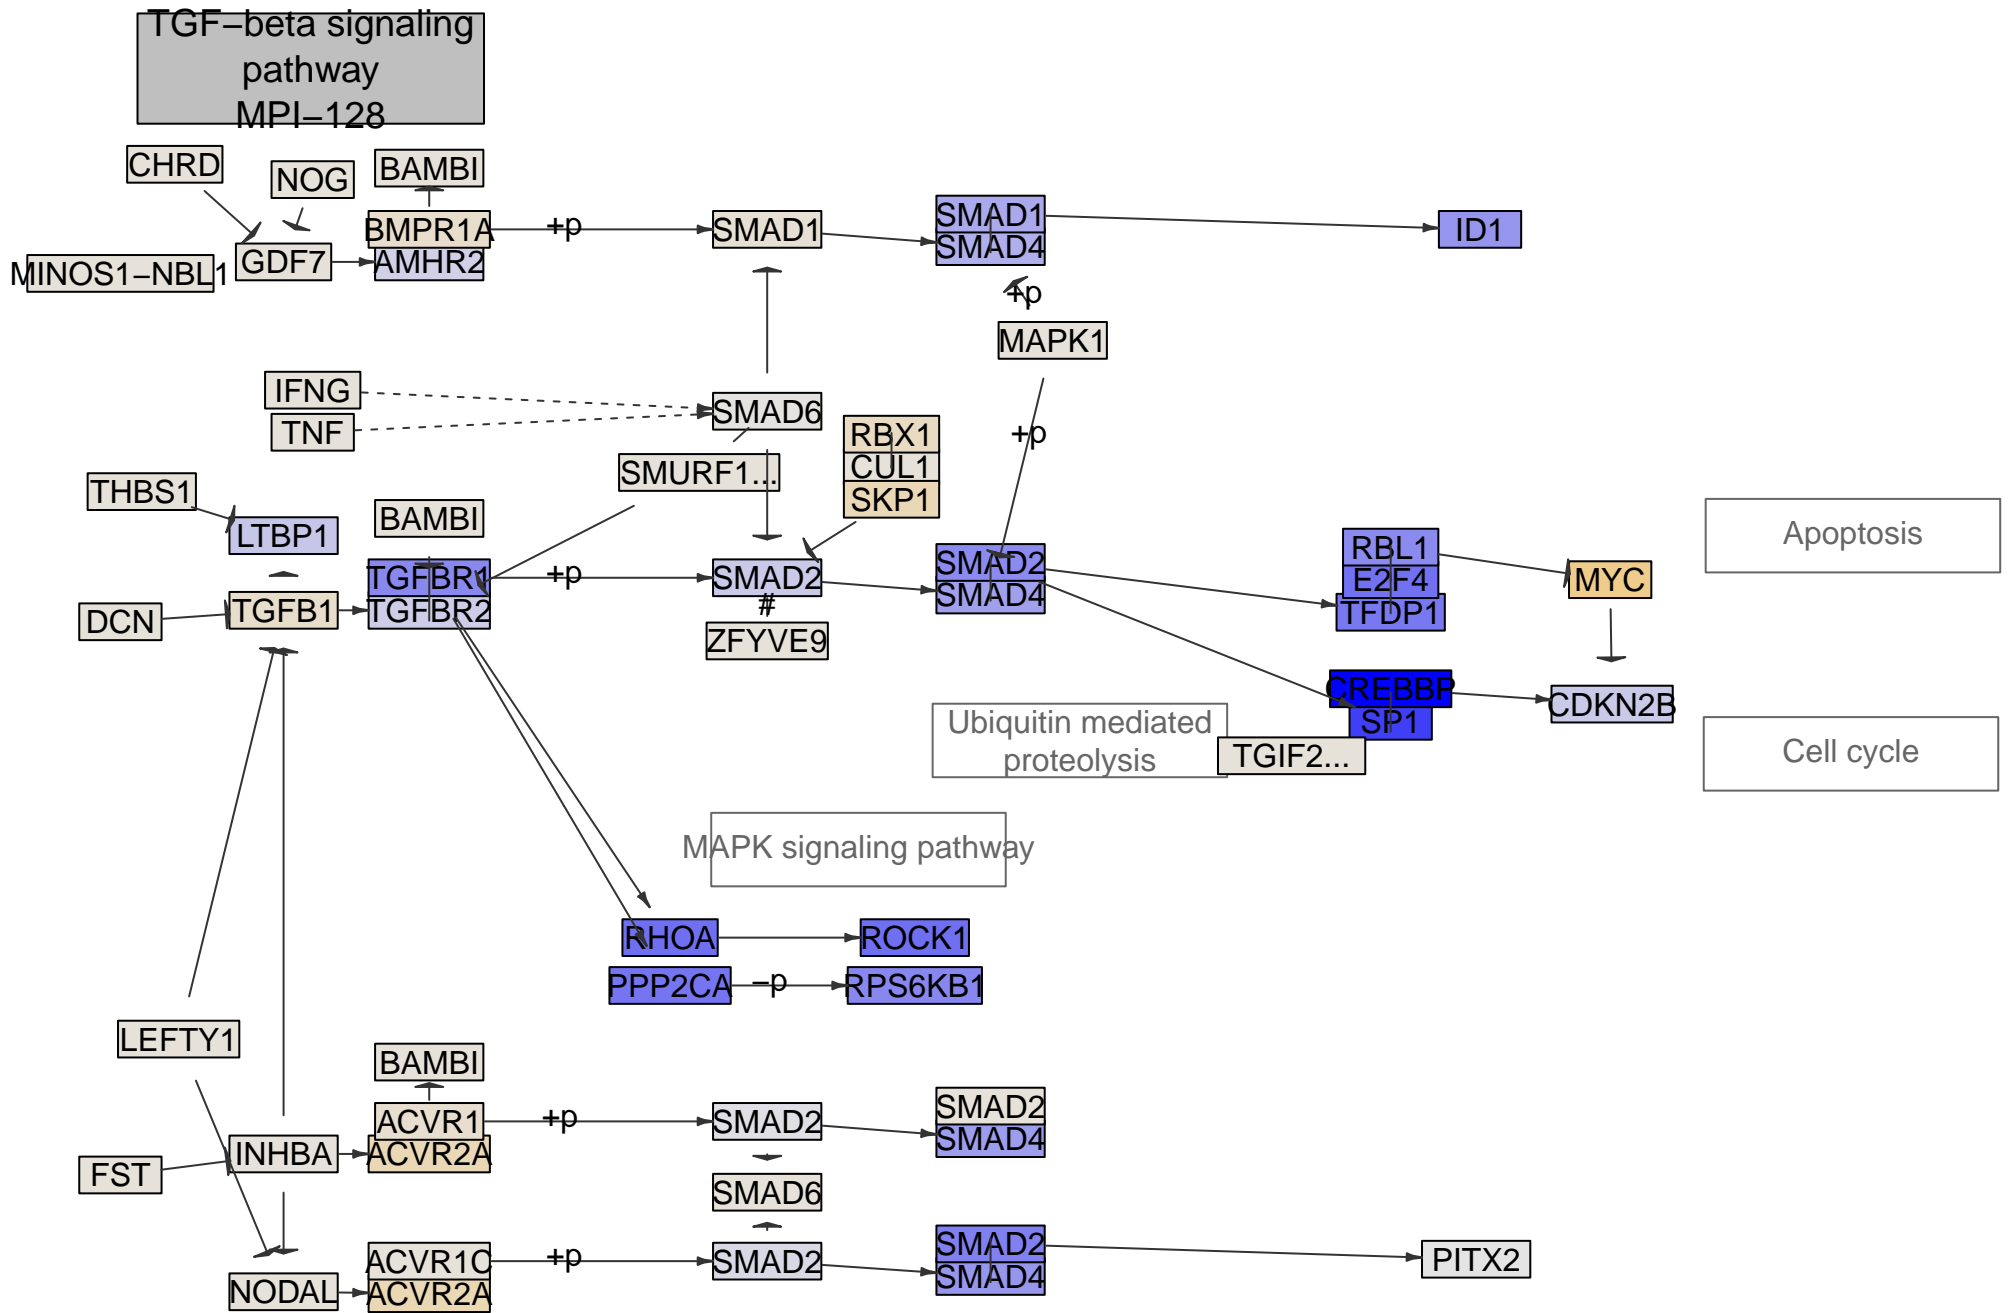 TGF−beta signaling
pathway
MPI−128
CHRD
NOG
BAMBI
BMPR1A
+p
SMAD1
SMAD1
SMAD4
ID1
MINOS1−NBL1
GDF7
AMHR2
+p
MAPK1
IFNG
TNF
SMAD6
RBX1
CUL1
SKP1
+p
SMURF1...
THBS1
LTBP1
BAMBI
TGFBR1
TGFBR2
+p
SMAD2
#
ZFYVE9
SMAD2
SMAD4
RBL1
E2F4
TFDP1
MYC
Apoptosis
DCN
TGFB1
CREBBP
SP1
CDKN2B
Ubiquitin mediated
proteolysis
TGIF2...
Cell cycle
MAPK signaling pathway
RHOA
ROCK1
PPP2CA
−p
RPS6KB1
LEFTY1
BAMBI
ACVR1
ACVR2A
+p
SMAD2
SMAD2
SMAD4
INHBA
FST
SMAD6
ACVR1C
ACVR2A
+p
SMAD2
SMAD2
SMAD4
PITX2
NODAL